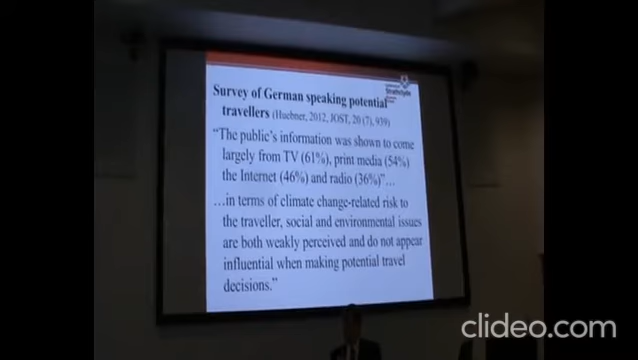 Strathclyde
Survey of German speaking potential
travellers (Huebner, 2012, JOST, 20 (7), 939)
“The public's information was shown to come
largely from TV (61%), print media (54%)
the Internet (46%) and radio (36%)”…
…in terms of climate change-related risk to
the traveller, social and environmental issues
are both weakly perceived and do not appear
influential when making potential travel
decisions.”
clideo.com